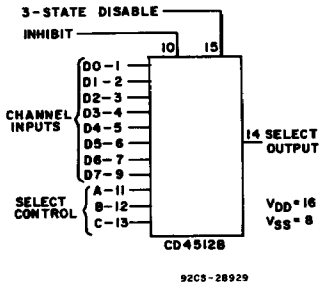 3-STATE DISABLE
INHIBIT
10 15
D0-1
D1-2
D2-3
CHANNEL INPUTS
D3-4
D4-5
D5-6
D6-7
D7-9
14 SELECT OUTPUT
SELECT CONTROL
A-11
B-12
C-13
VDD=16
VSS=8
CD4512B
92CS-28929